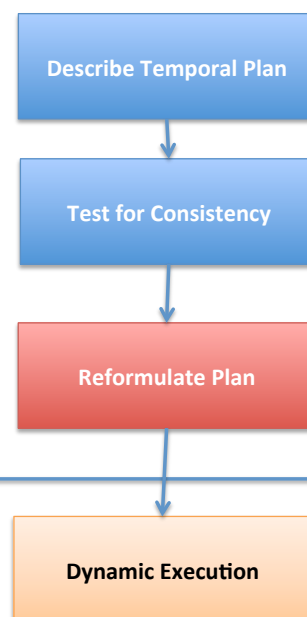 Describe Temporal Plan
Test for Consistency
Reformulate Plan
Dynamic Execution